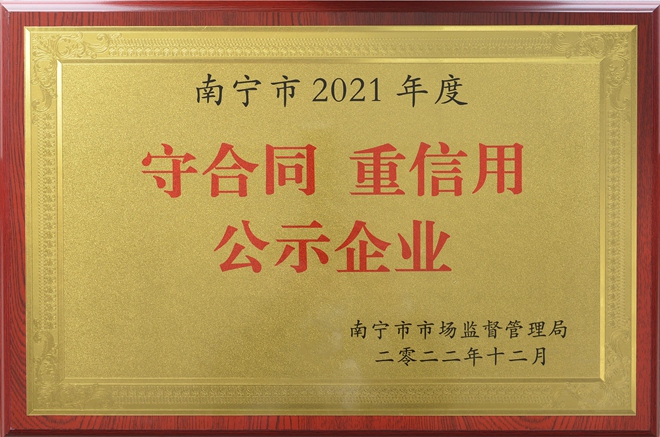 南宁市2021年度
守合同 重信用
公示企业
南宁市市场监督管理局
二零二二年十二月